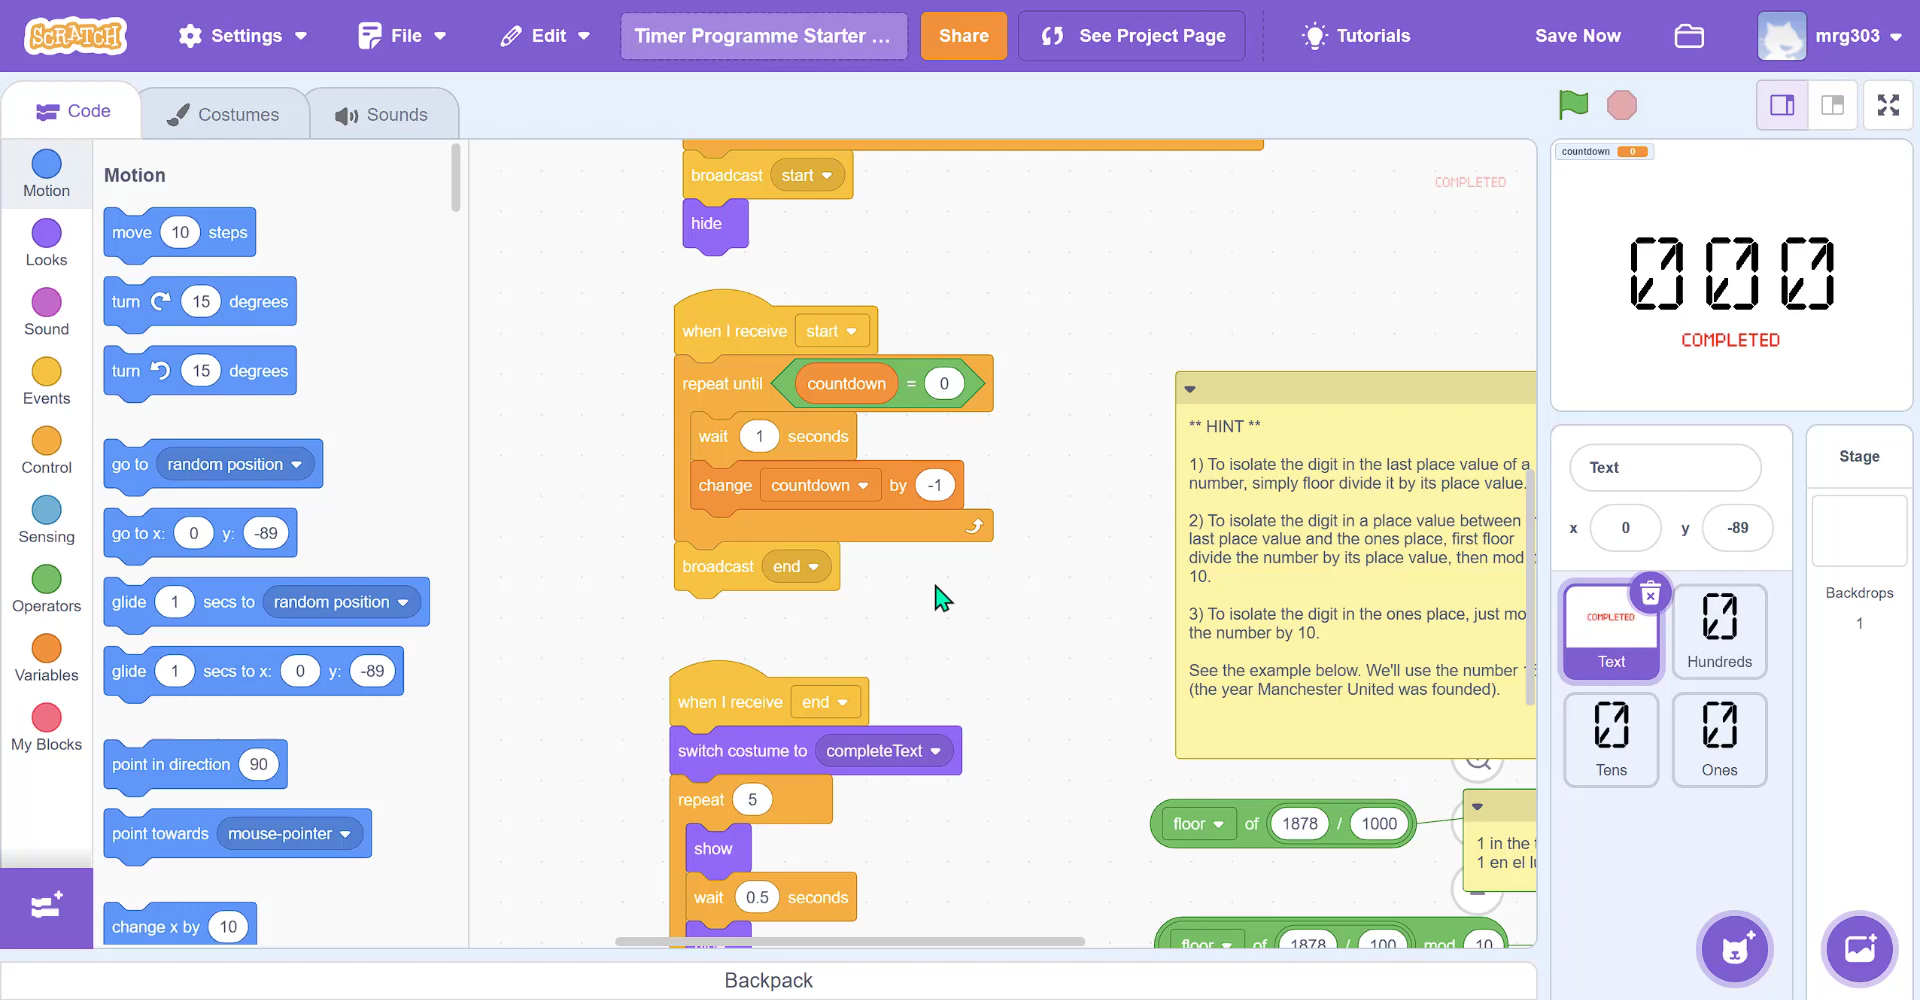 SCRATCH
Settings
File
Edit
Timer Programme Starter ...
Share
See Project Page
Tutorials
Save Now
mrg303
Code
Costumes
Sounds
Motion
Looks
Sound
Events
Control
Sensing
Operators
Variables
My Blocks
Motion
move 10 steps
turn 15 degrees
turn 15 degrees
go to random position
go to x: 0 y: -89
glide 1 secs to random position
glide 1 secs to x: 0 y: -89
point in direction 90
point towards mouse-pointer
change x by 10
broadcast start
hide
COMPLETED
when I receive start
repeat until countdown = 0
wait 1 seconds
change countdown by -1
broadcast end
when I receive end
switch costume to completeText
repeat 5
show
wait 0.5 seconds
** HINT **
1) To isolate the digit in the last place value of a
number, simply floor divide it by its place value.
2) To isolate the digit in a place value between
last place value and the ones place, first floor
divide the number by its place value, then mod
10.
3) To isolate the digit in the ones place, just mo
the number by 10.
See the example below. We'll use the number
(the year Manchester United was founded).
floor of 1878 / 1000
1 in the
1 en el
floor of 1878 / 100 mod 10
countdown 0
000
COMPLETED
Text
x 0 y -89
COMPLETED
Text
0
Hundreds
0
Tens
0
Ones
Stage
Backdrops
1
Backpack